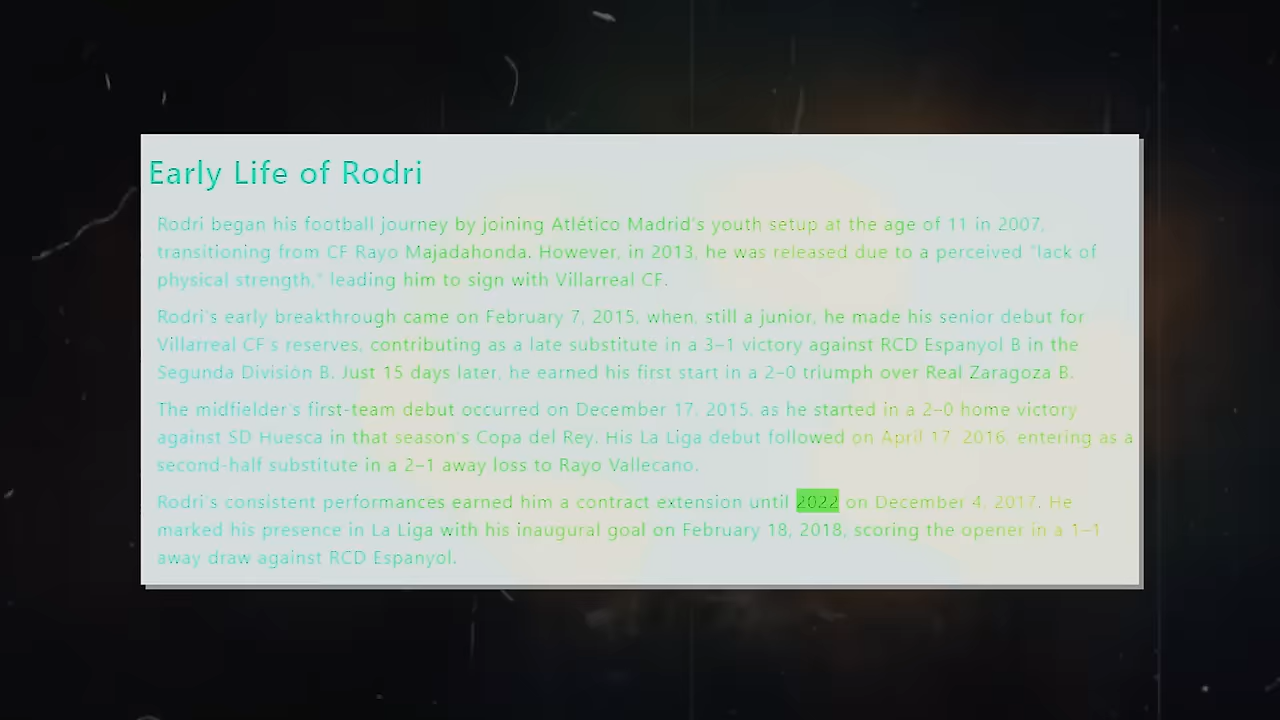 Early Life of Rodri
Rodri began his football journey by joining Atlético Madrid's youth setup at the age of 11 in 2007,
transitioning from CF Rayo Majadahonda. However, in 2013, he was released due to a perceived "lack of
physical strength," leading him to sign with Villarreal CF.
Rodri's early breakthrough came on February 7, 2015, when, still a junior, he made his senior debut for
Villarreal CF s reserves, contributing as a late substitute in a 3–1 victory against RCD Espanyol B in the
Segunda División B. Just 15 days later, he earned his first start in a 2–0 triumph over Real Zaragoza B.
The midfielder's first-team debut occurred on December 17, 2015, as he started in a 2–0 home victory
against SD Huesca in that season's Copa del Rey. His La Liga debut followed on April 17, 2016, entering as a
second-half substitute in a 2–1 away loss to Rayo Vallecano.
Rodri's consistent performances earned him a contract extension until 2022 on December 4, 2017. He
marked his presence in La Liga with his inaugural goal on February 18, 2018, scoring the opener in a 1–1
away draw against RCD Espanyol.